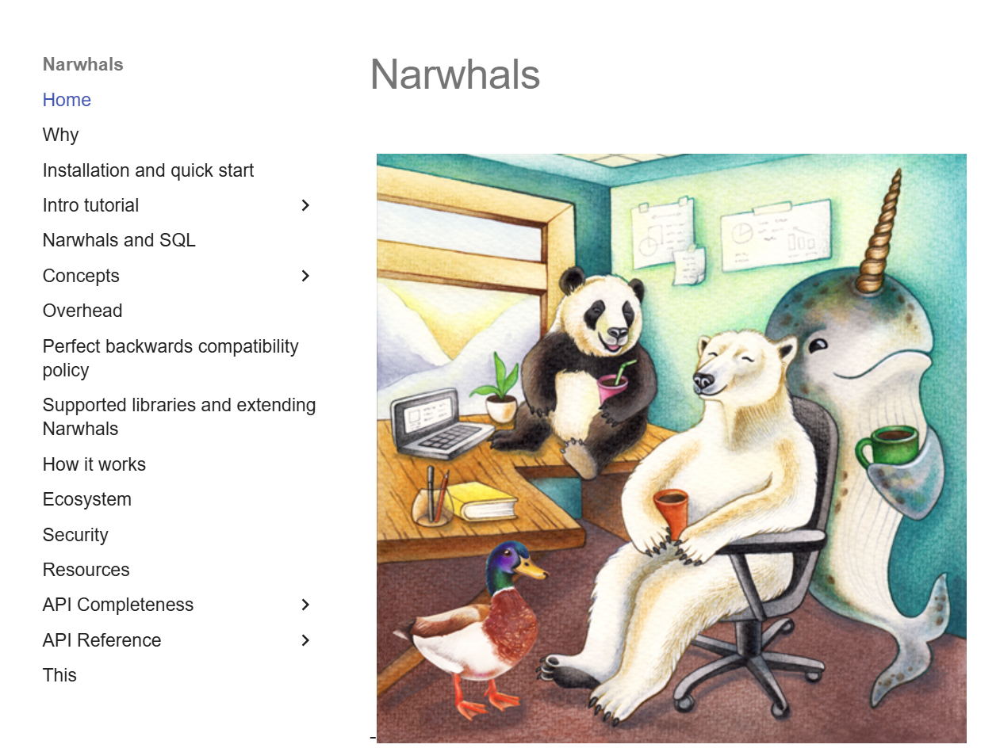 Narwhals
Home
Why
Installation and quick start
Intro tutorial
Narwhals and SQL
Concepts
Overhead
Perfect backwards compatibility
policy
Supported libraries and extending
Narwhals
How it works
Ecosystem
Security
Resources
API Completeness
API Reference
This
Narwhals
-